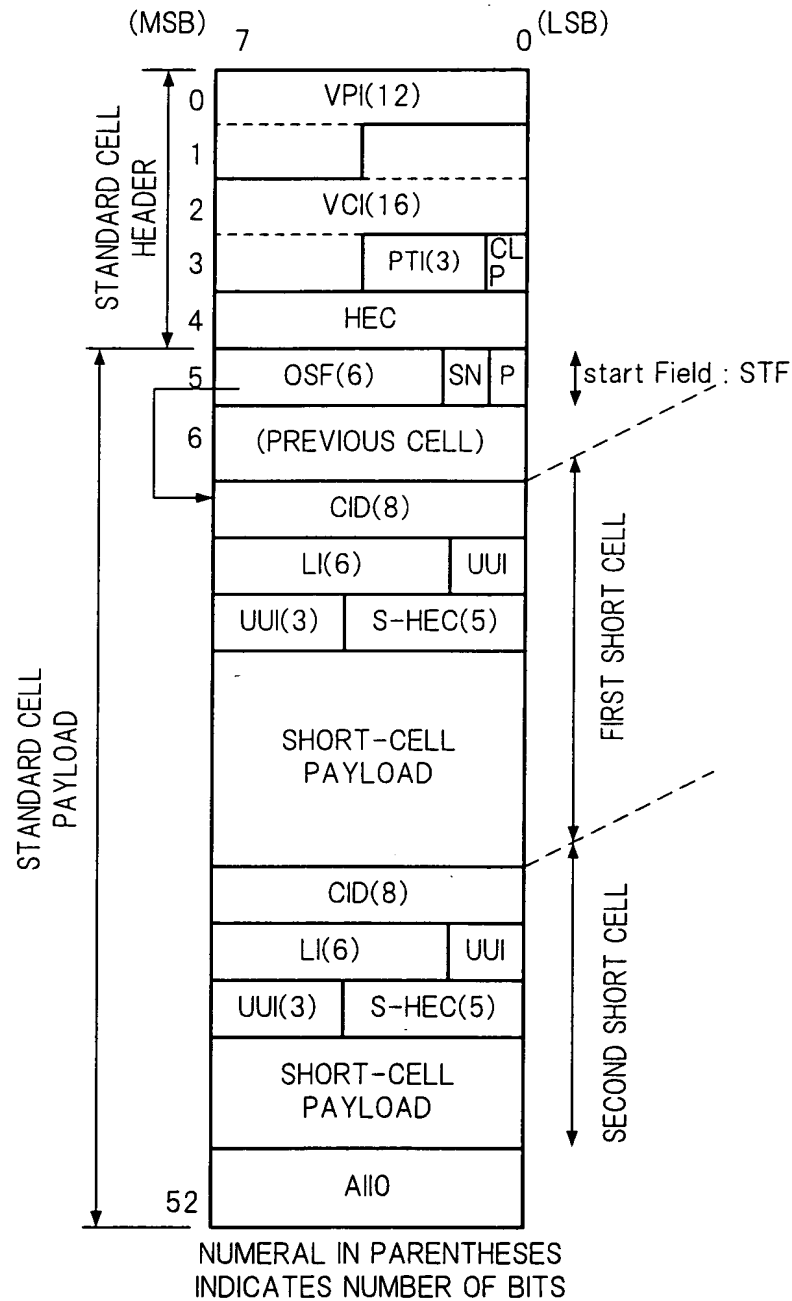 (MSB) 7 0 (LSB)
STANDARD CELL
HEADER
0 VPI(12)
1
2 VCI(16)
3 PTI(3) CL
P
4 HEC
STANDARD CELL
PAYLOAD
5 OSF(6) SN P start Field : STF
6 (PREVIOUS CELL)
CID(8)
LI(6) UUI
UUI(3) S-HEC(5)
SHORT-CELL
PAYLOAD
FIRST SHORT CELL
CID(8)
LI(6) UUI
UUI(3) S-HEC(5)
SHORT-CELL
PAYLOAD
SECOND SHORT CELL
All0
52
NUMERAL IN PARENTHESES
INDICATES NUMBER OF BITS